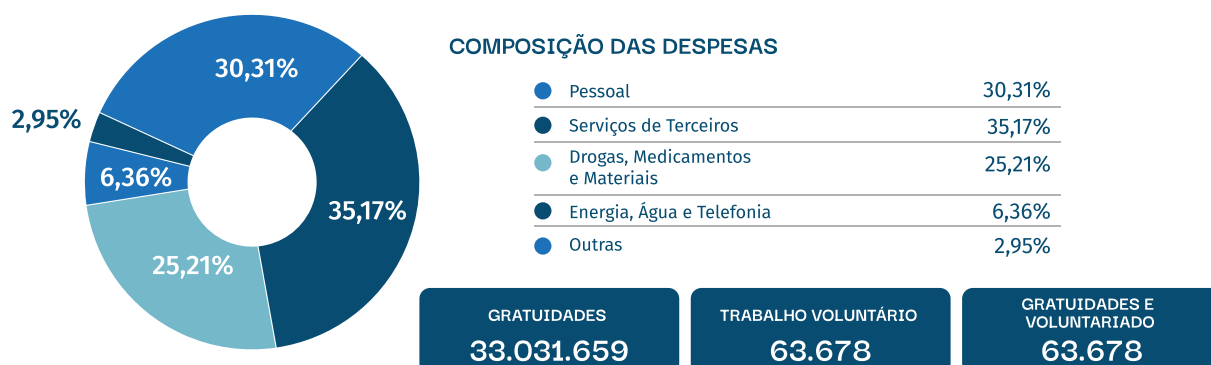 30,31%
2,95%
6,36%
35,17%
25,21%
COMPOSIÇÃO DAS DESPESAS
Pessoal 30,31%
Serviços de Terceiros 35,17%
Drogas, Medicamentos
e Materiais 25,21%
Energia, Água e Telefonia 6,36%
Outras 2,95%
GRATUIDADES
33.031.659
TRABALHO VOLUNTÁRIO
63.678
GRATUIDADES E
VOLUNTARIADO
63.678